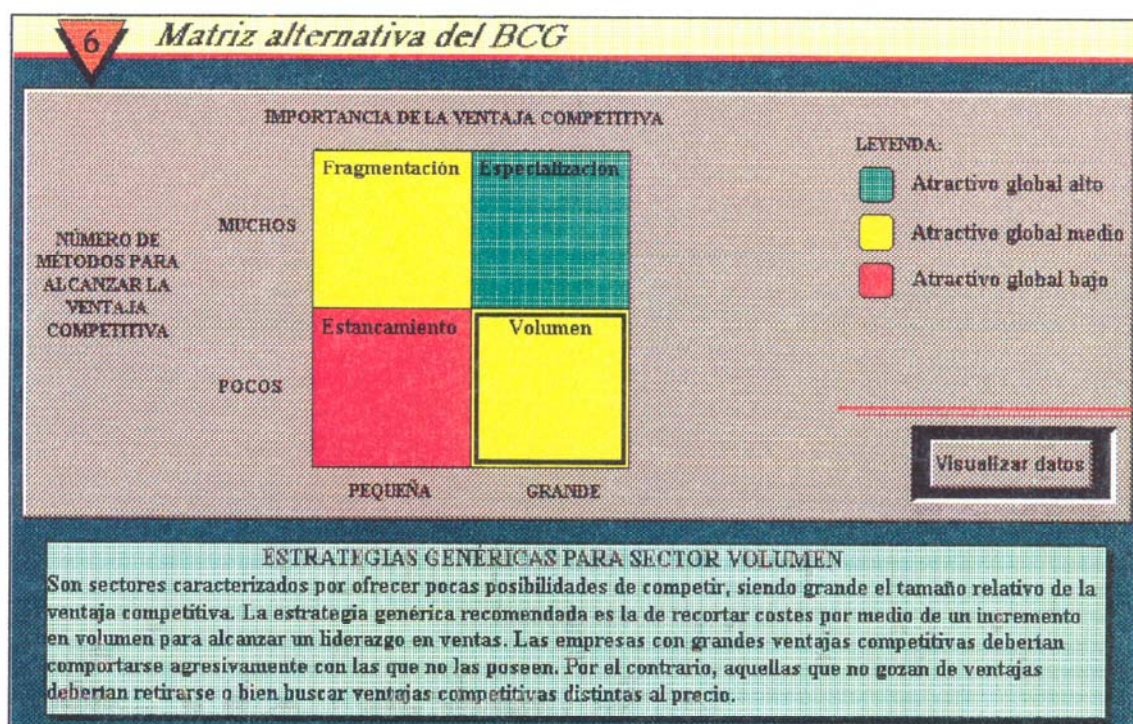 6
Matriz alternativa del BCG
IMPORTANCIA DE LA VENTAJA COMPETITIVA
Fragmentación
Especialización
MUCHOS
NÚMERO DE
MÉTODOS PARA
ALCANZAR LA
VENTAJA
COMPETITIVA
Estancamiento
Volumen
POCOS
PEQUEÑA
GRANDE
LEYENDA:
Atractivo global alto
Atractivo global medio
Atractivo global bajo
Visualizar datos
ESTRATEGIAS GENÉRICAS PARA SECTOR VOLUMEN
Son sectores caracterizados por ofrecer pocas posibilidades de competir, siendo grande el tamaño relativo de la
ventaja competitiva. La estrategia genérica recomendada es la de recortar costes por medio de un incremento
en volumen para alcanzar un liderazgo en ventas. Las empresas con grandes ventajas competitivas deberían
comportarse agresivamente con las que no las poseen. Por el contrario, aquellas que no gozan de ventajas
deberían retirarse o bien buscar ventajas competitivas distintas al precio.